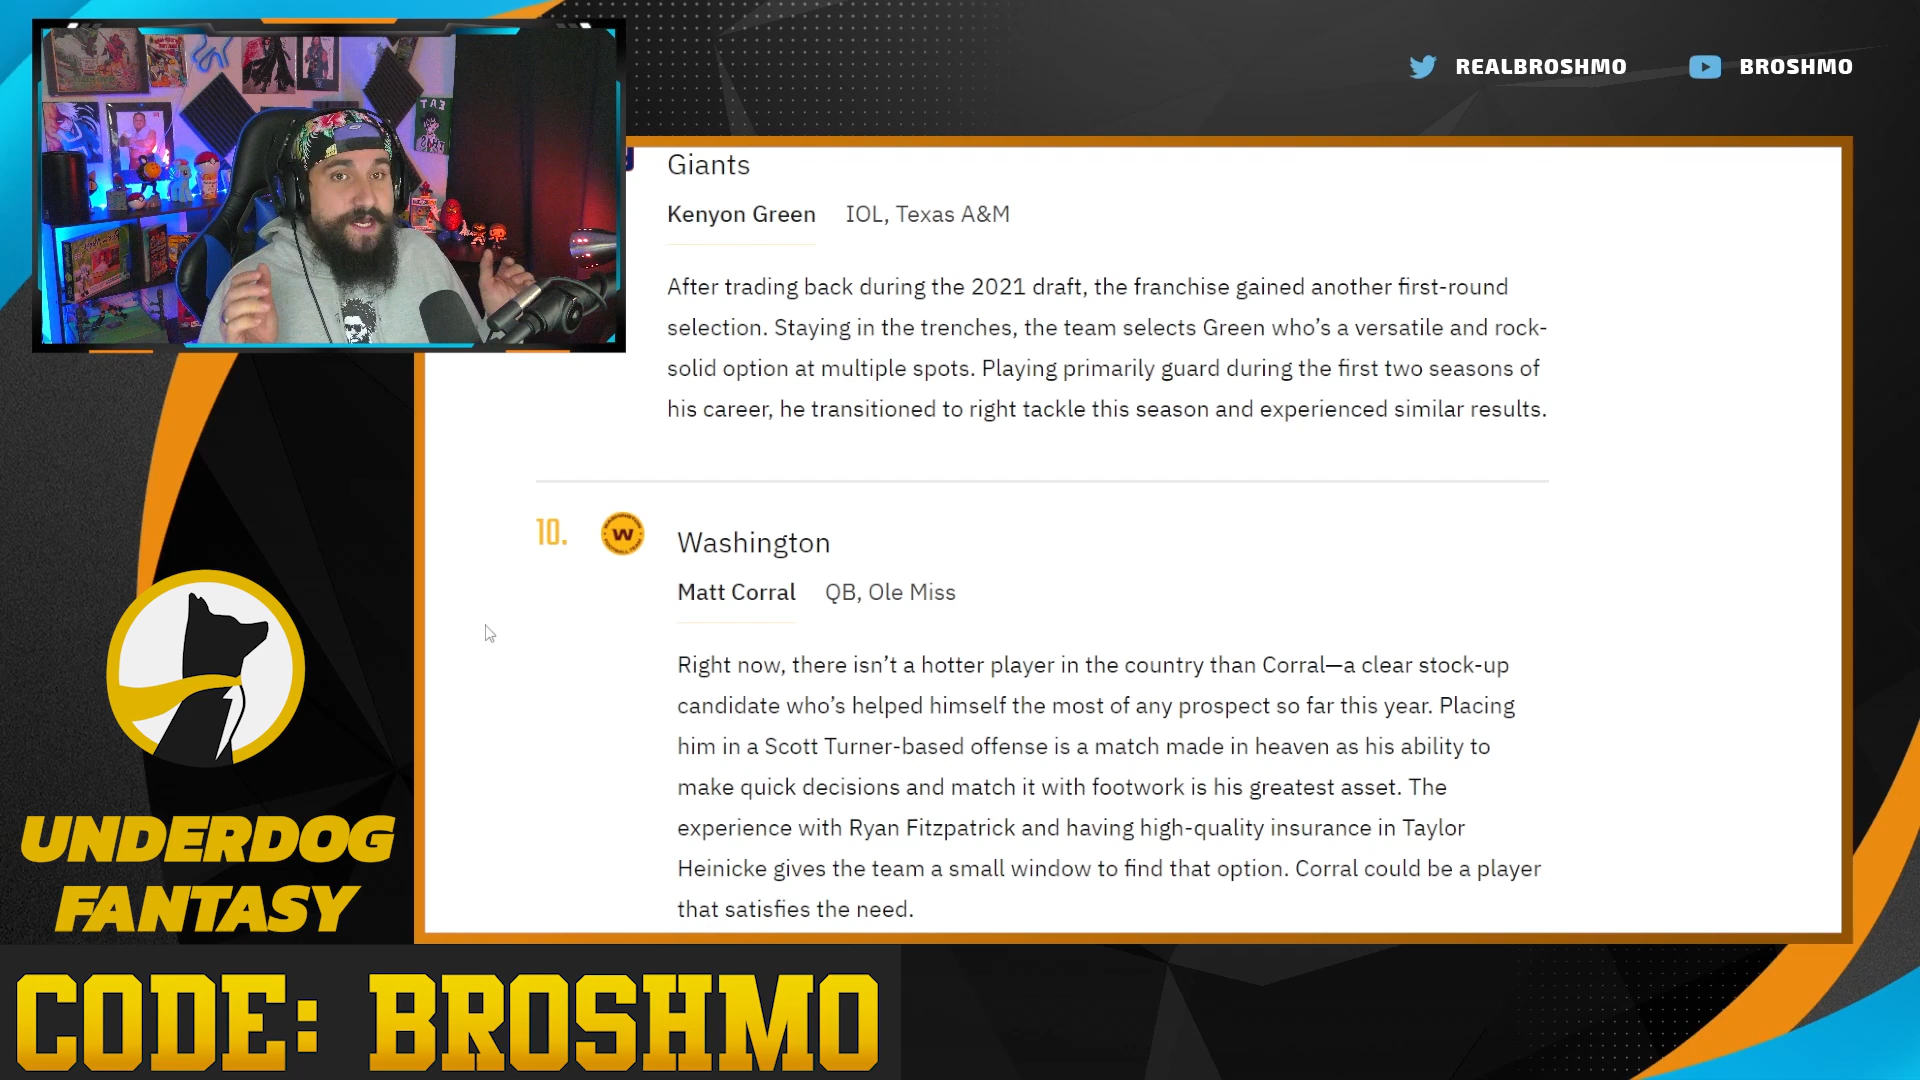 REALBROSHMO
BROSHMO
Giants
Kenyon Green IOL, Texas A&M
After trading back during the 2021 draft, the franchise gained another first-round
selection. Staying in the trenches, the team selects Green who’s a versatile and rock-
solid option at multiple spots. Playing primarily guard during the first two seasons of
his career, he transitioned to right tackle this season and experienced similar results.
10.
W
Washington
Matt Corral QB, Ole Miss
Right now, there isn’t a hotter player in the country than Corral—a clear stock-up
candidate who’s helped himself the most of any prospect so far this year. Placing
him in a Scott Turner-based offense is a match made in heaven as his ability to
make quick decisions and match it with footwork is his greatest asset. The
experience with Ryan Fitzpatrick and having high-quality insurance in Taylor
Heinicke gives the team a small window to find that option. Corral could be a player
that satisfies the need.
UNDERDOG
FANTASY
CODE: BROSHMO